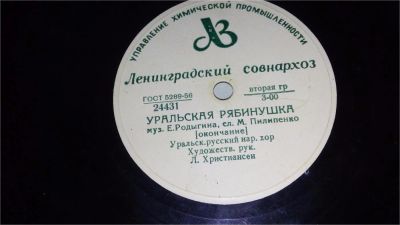 УПРАВЛЕНИЕ ХИМИЧЕСКОЙ ПРОМЫШЛЕННОСТИ
ЛЗ
Ленинградский совнархоз
ГОСТ 5289-56
24431
вторая гр
3-00
УРАЛЬСКАЯ РЯБИНУШКА
муз. Е.Родыгина, сл. М. Пилипенко
[окончание]
Уральск.русский нар. хор
Художеств. рук.
Л. Христиансен